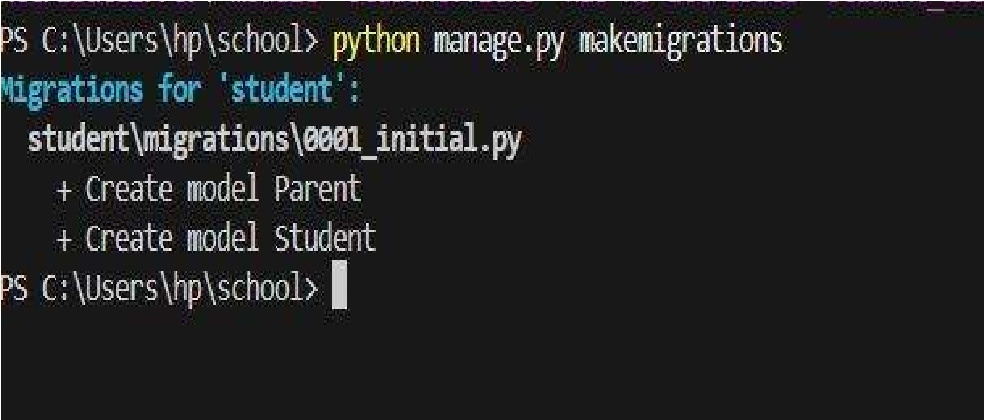 PS C:\Users\hp\school> python manage.py makemigrations
Migrations for 'student':
student\migrations\0001_initial.py
+ Create model Parent
+ Create model Student
PS C:\Users\hp\school>